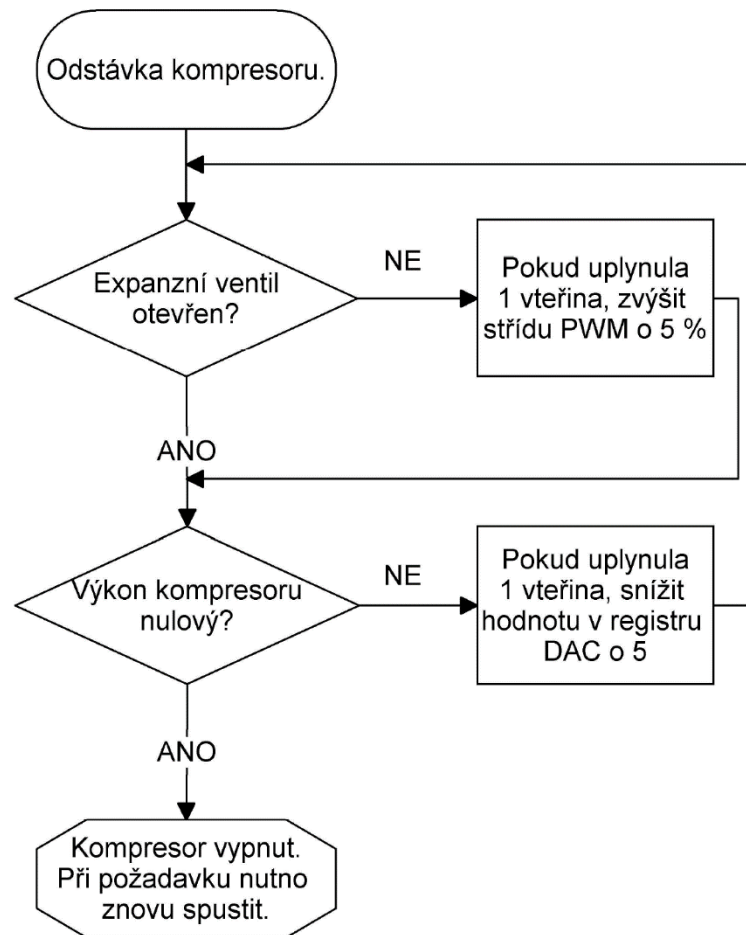 Odstávka kompresoru.
Expanzní ventil
otevřen?
NE
Pokud uplynula
1 vteřina, zvýšit
střídu PWM o 5 %
ANO
Výkon kompresoru
nulový?
NE
Pokud uplynula
1 vteřina, snížit
hodnotu v registru
DAC o 5
ANO
Kompresor vypnut.
Při požadavku nutno
znovu spustit.